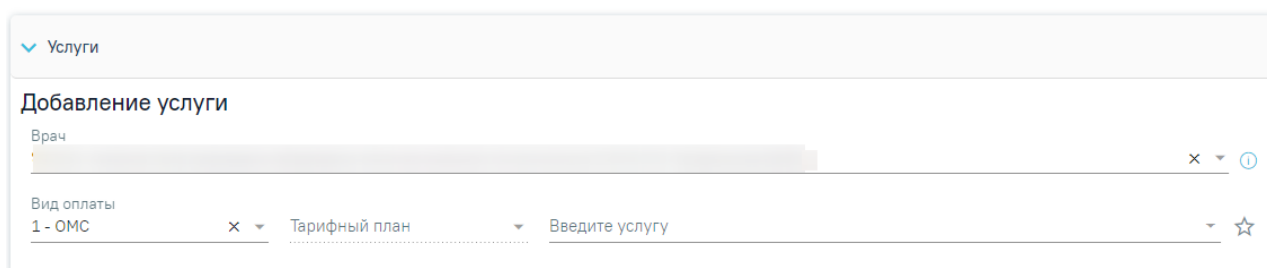 Услуги
Добавление услуги
Врач
Вид оплаты
1 - ОМС Тарифный план Введите услугу